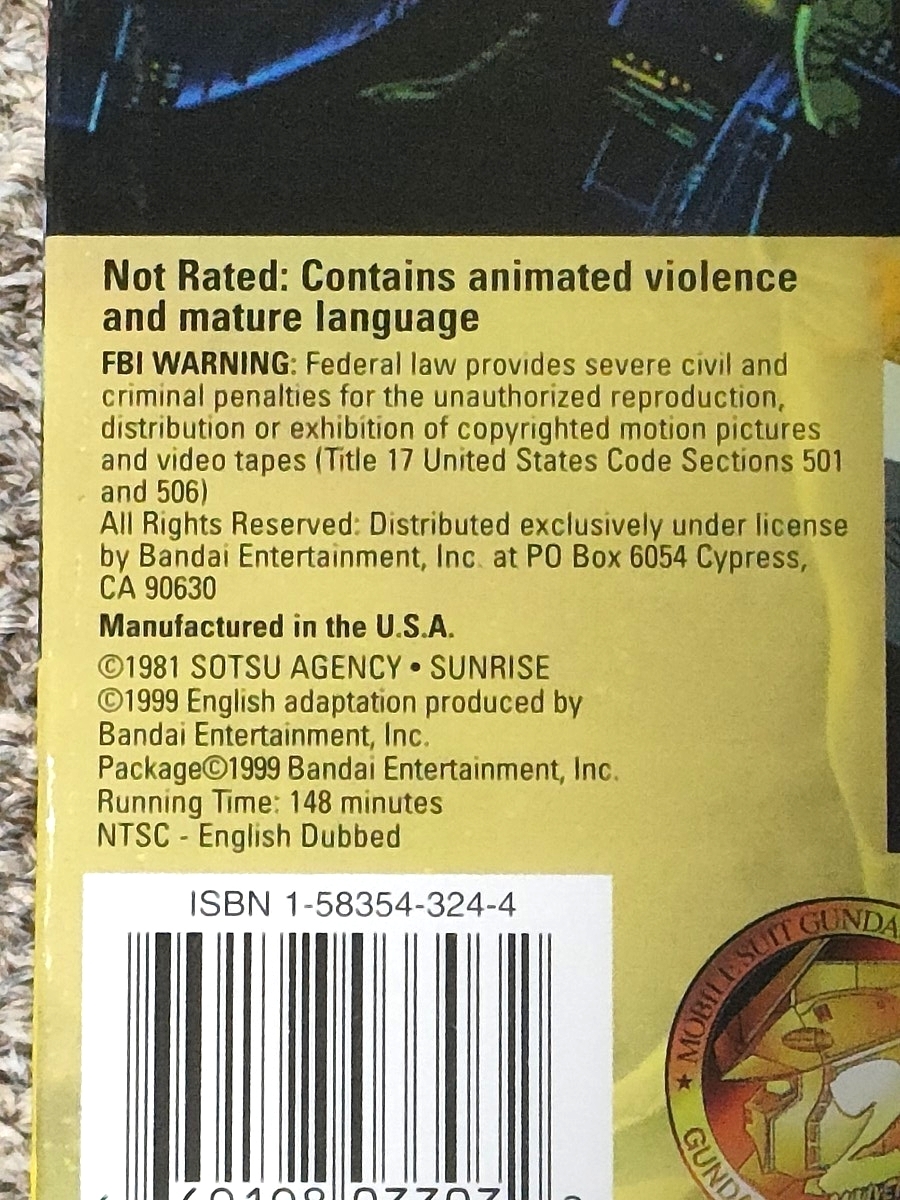 Not Rated: Contains animated violence
and mature language
FBI WARNING: Federal law provides severe civil and
criminal penalties for the unauthorized reproduction,
distribution or exhibition of copyrighted motion pictures
and video tapes (Title 17 United States Code Sections 501
and 506)
All Rights Reserved: Distributed exclusively under license
by Bandai Entertainment, Inc. at PO Box 6054 Cypress,
CA 90630
Manufactured in the U.S.A.
©1981 SOTSU AGENCY • SUNRISE
©1999 English adaptation produced by
Bandai Entertainment, Inc.
Package©1999 Bandai Entertainment, Inc.
Running Time: 148 minutes
NTSC - English Dubbed
ISBN 1-58354-324-4
★ MOBILE SUIT GUNDA
GUND